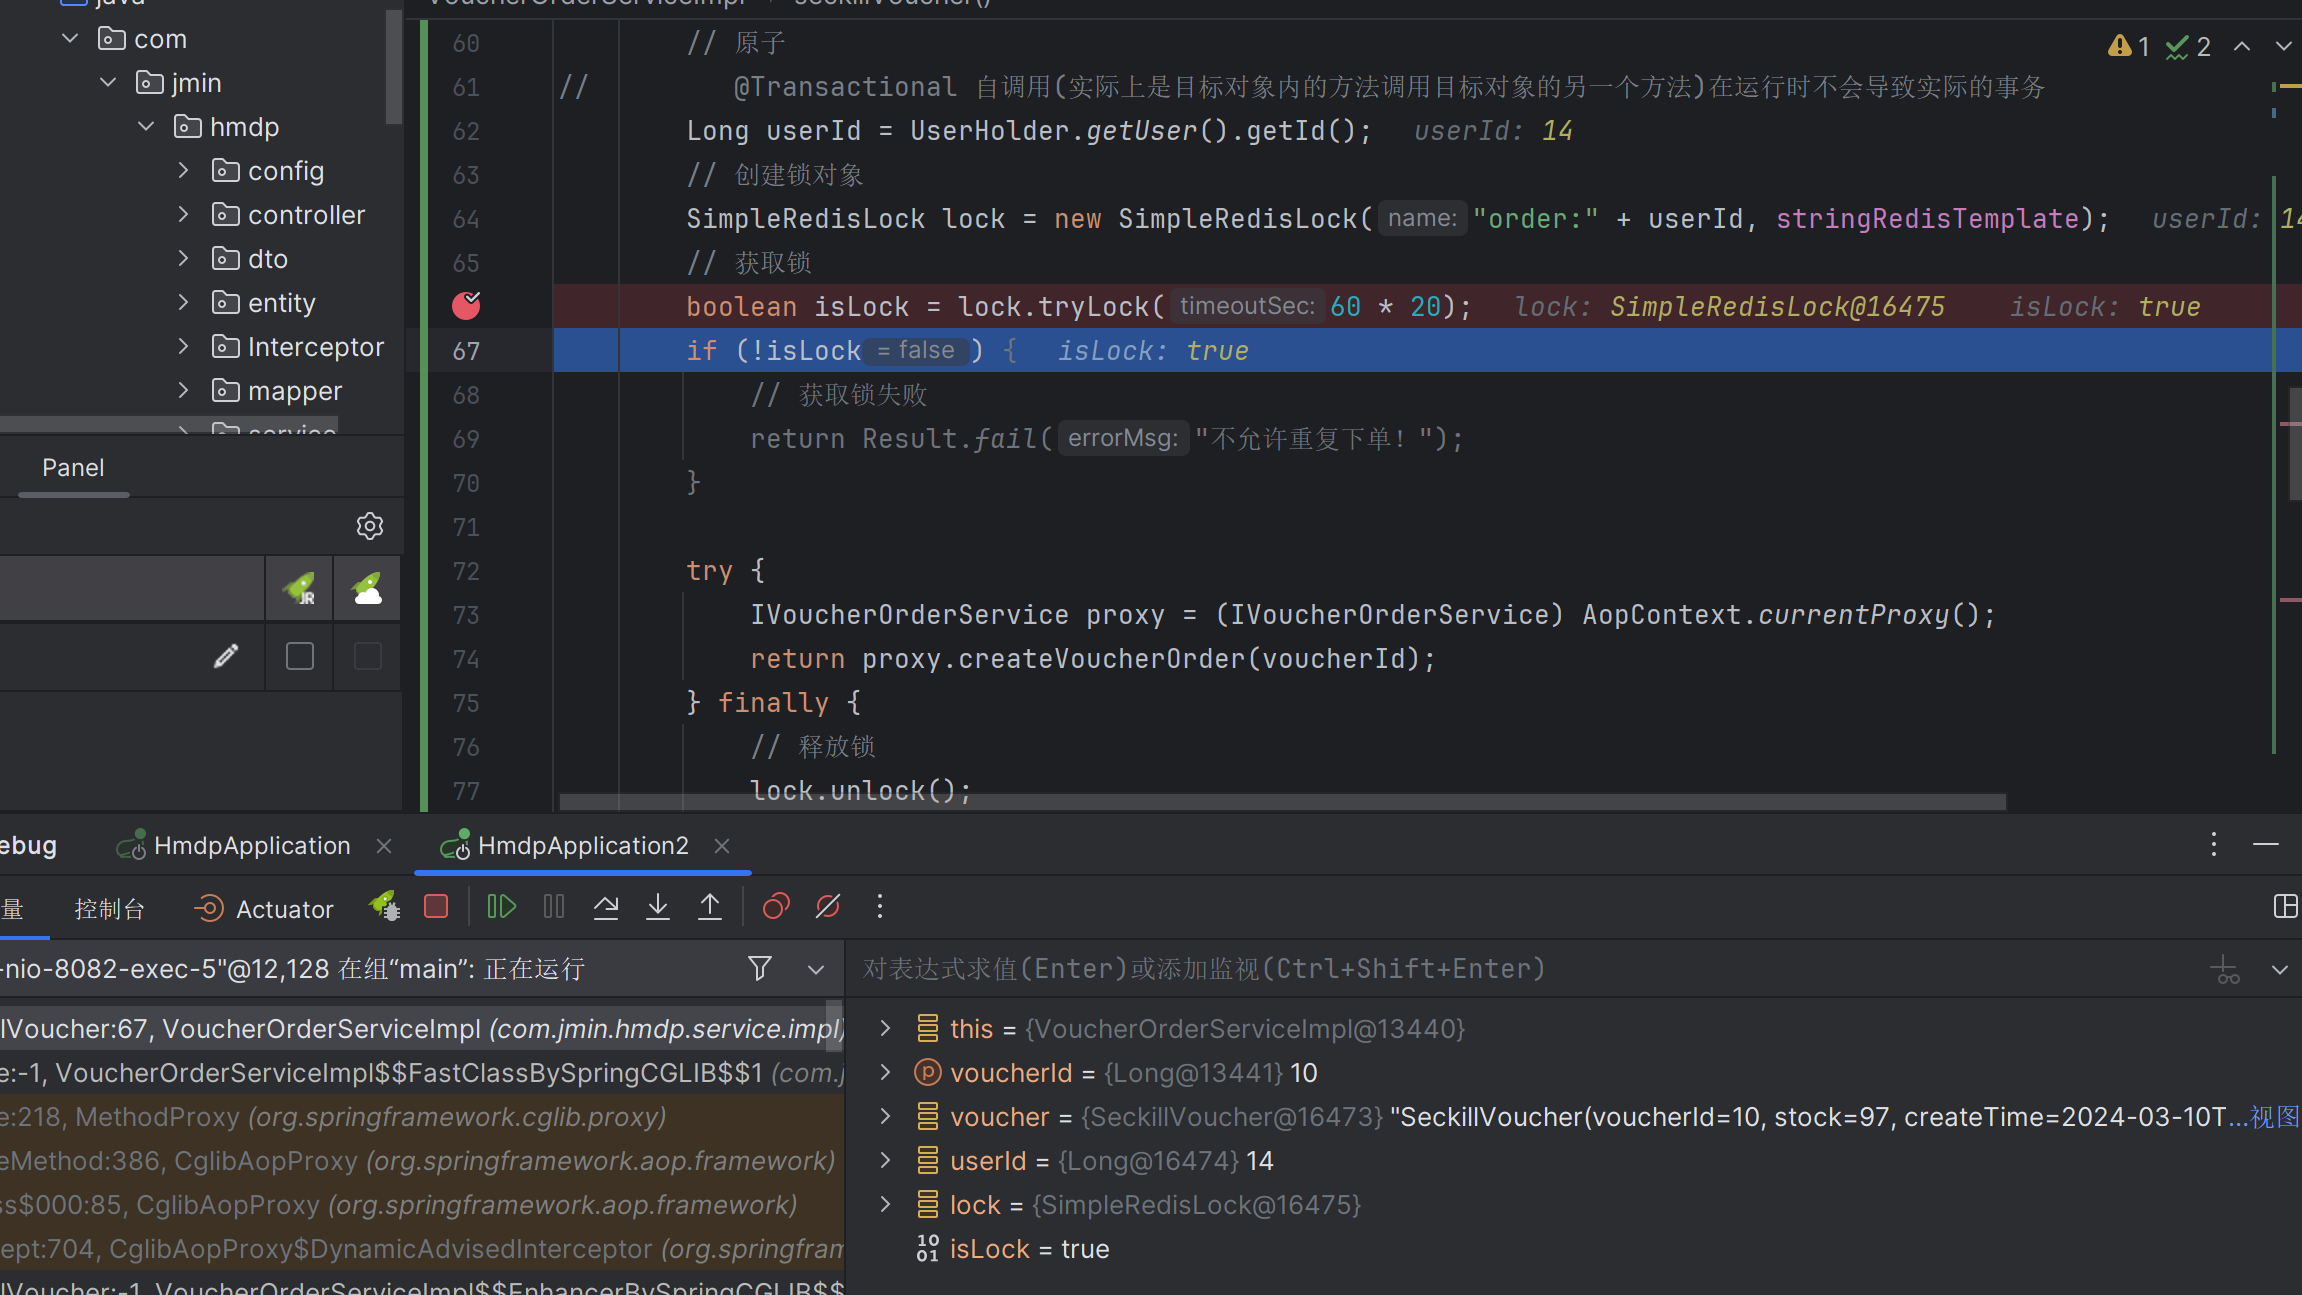 java
com
jmin
hmdp
config
controller
dto
entity
Interceptor
mapper
service
Panel
VoucherOrderServiceImpl > seckillVoucher()
1 2
60 // 原子
61 // @Transactional 自调用(实际上是目标对象内的方法调用目标对象的另一个方法)在运行时不会导致实际的事务
62 Long userId = UserHolder.getUser().getId(); userId: 14
63 // 创建锁对象
64 SimpleRedisLock lock = new SimpleRedisLock( name: "order:" + userId, stringRedisTemplate); userId: 14
65 // 获取锁
boolean isLock = lock.tryLock( timeoutSec: 60 * 20); lock: SimpleRedisLock@16475 isLock: true
67 if (!isLock = false ) { isLock: true
68 // 获取锁失败
69 return Result.fail( errorMsg: "不允许重复下单！");
70 }
71
72 try {
73 IVoucherOrderService proxy = (IVoucherOrderService) AopContext.currentProxy();
74 return proxy.createVoucherOrder(voucherId);
75 } finally {
76 // 释放锁
77 lock.unlock();
ebug HmdpApplication HmdpApplication2
量 控制台 Actuator
-nio-8082-exec-5"@12,128 在组“main”: 正在运行
lVoucher:67, VoucherOrderServiceImpl (com.jmin.hmdp.service.impl)
e:-1, VoucherOrderServiceImpl$$FastClassBySpringCGLIB$$1 (com.j
e:218, MethodProxy (org.springframework.cglib.proxy)
eMethod:386, CglibAopProxy (org.springframework.aop.framework)
ss$000:85, CglibAopProxy (org.springframework.aop.framework)
ept:704, CglibAopProxy$DynamicAdvisedInterceptor (org.springfram
lVoucher:-1, VoucherOrderServiceImpl$$EnhancerBySpringCGLIB$$
对表达式求值(Enter)或添加监视(Ctrl+Shift+Enter)
this = {VoucherOrderServiceImpl@13440}
voucherId = {Long@13441} 10
voucher = {SeckillVoucher@16473} "SeckillVoucher(voucherId=10, stock=97, createTime=2024-03-10T...视图
userId = {Long@16474} 14
lock = {SimpleRedisLock@16475}
isLock = true